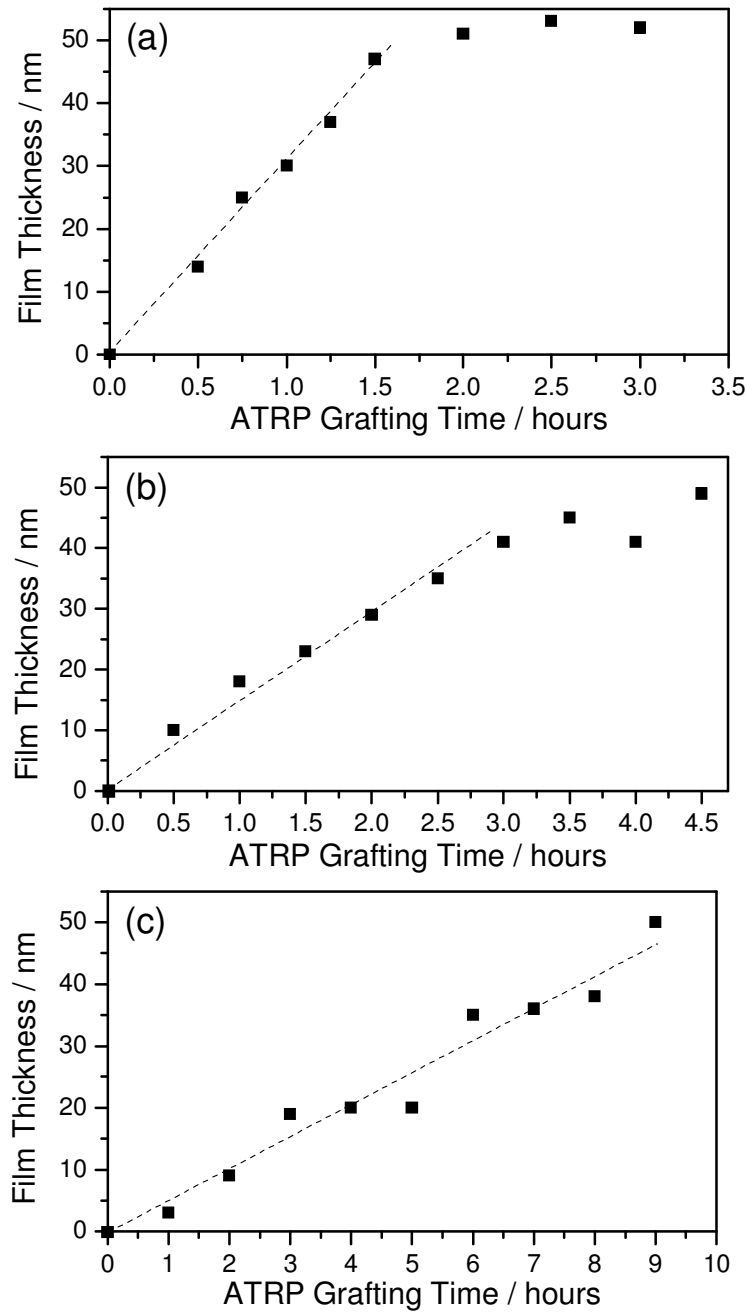 (a)
50
40
30
20
10
0
Film Thickness / nm
0.0 0.5 1.0 1.5 2.0 2.5 3.0 3.5
ATRP Grafting Time / hours
(b)
50
40
30
20
10
0
Film Thickness / nm
0.0 0.5 1.0 1.5 2.0 2.5 3.0 3.5 4.0 4.5
ATRP Grafting Time / hours
(c)
50
40
30
20
10
0
Film Thickness / nm
0 1 2 3 4 5 6 7 8 9 10
ATRP Grafting Time / hours